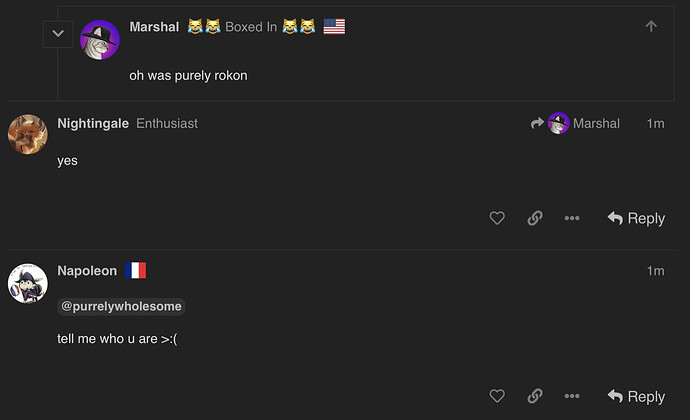 Marshal Boxed In
oh was purely rokon
Nightingale Enthusiast Marshal 1m
yes
Reply
Napoleon 1m
@purrelywholesome
tell me who u are >:(
Reply